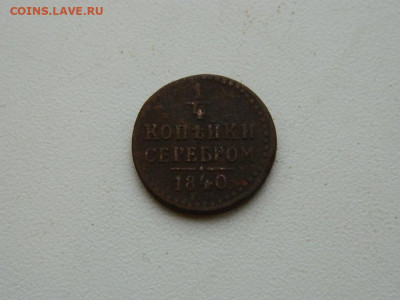 COINS.LAVE.RU
1/4
КОПѢЙКИ
СЕРЕБРОМ
1840